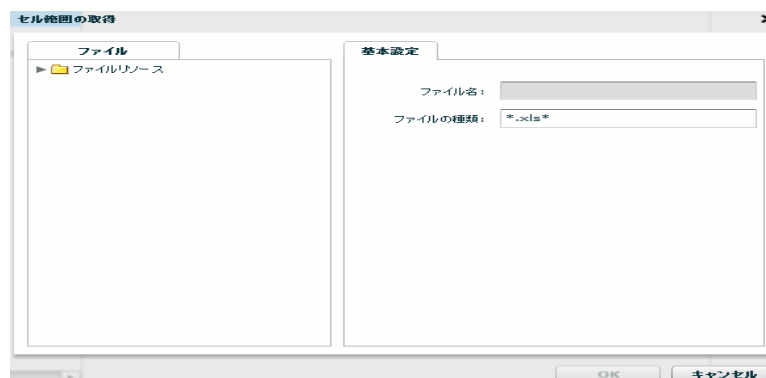 セル範囲の取得
ファイル
ファイルリソース
基本設定
ファイル名:
ファイルの種類: *.xls*
OK キャンセル